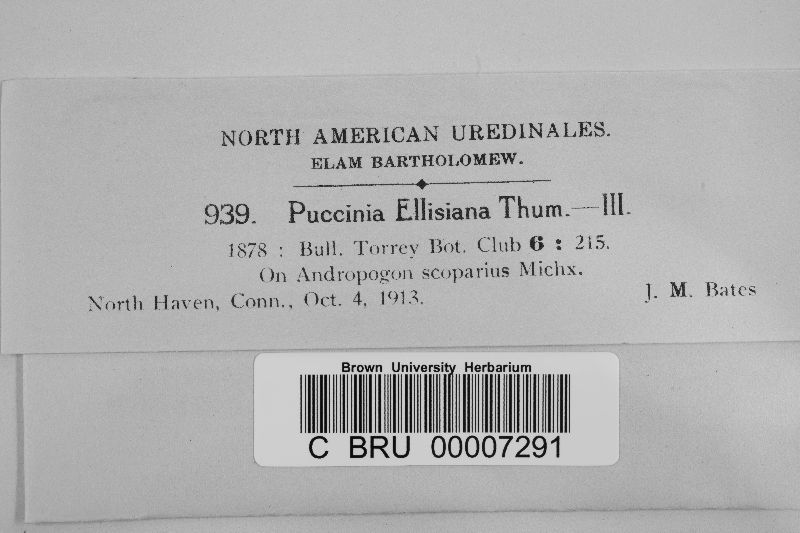 NORTH AMERICAN UREDINALES.
ELAM BARTHOLOMEW.
939. Puccinia Ellisiana Thum.—III.
1878 : Bull. Torrey Bot. Club 6 : 215.
On Andropogon scoparius Michx.
North Haven, Conn., Oct. 4, 1913. J. M. Bates
Brown University Herbarium
C BRU 00007291